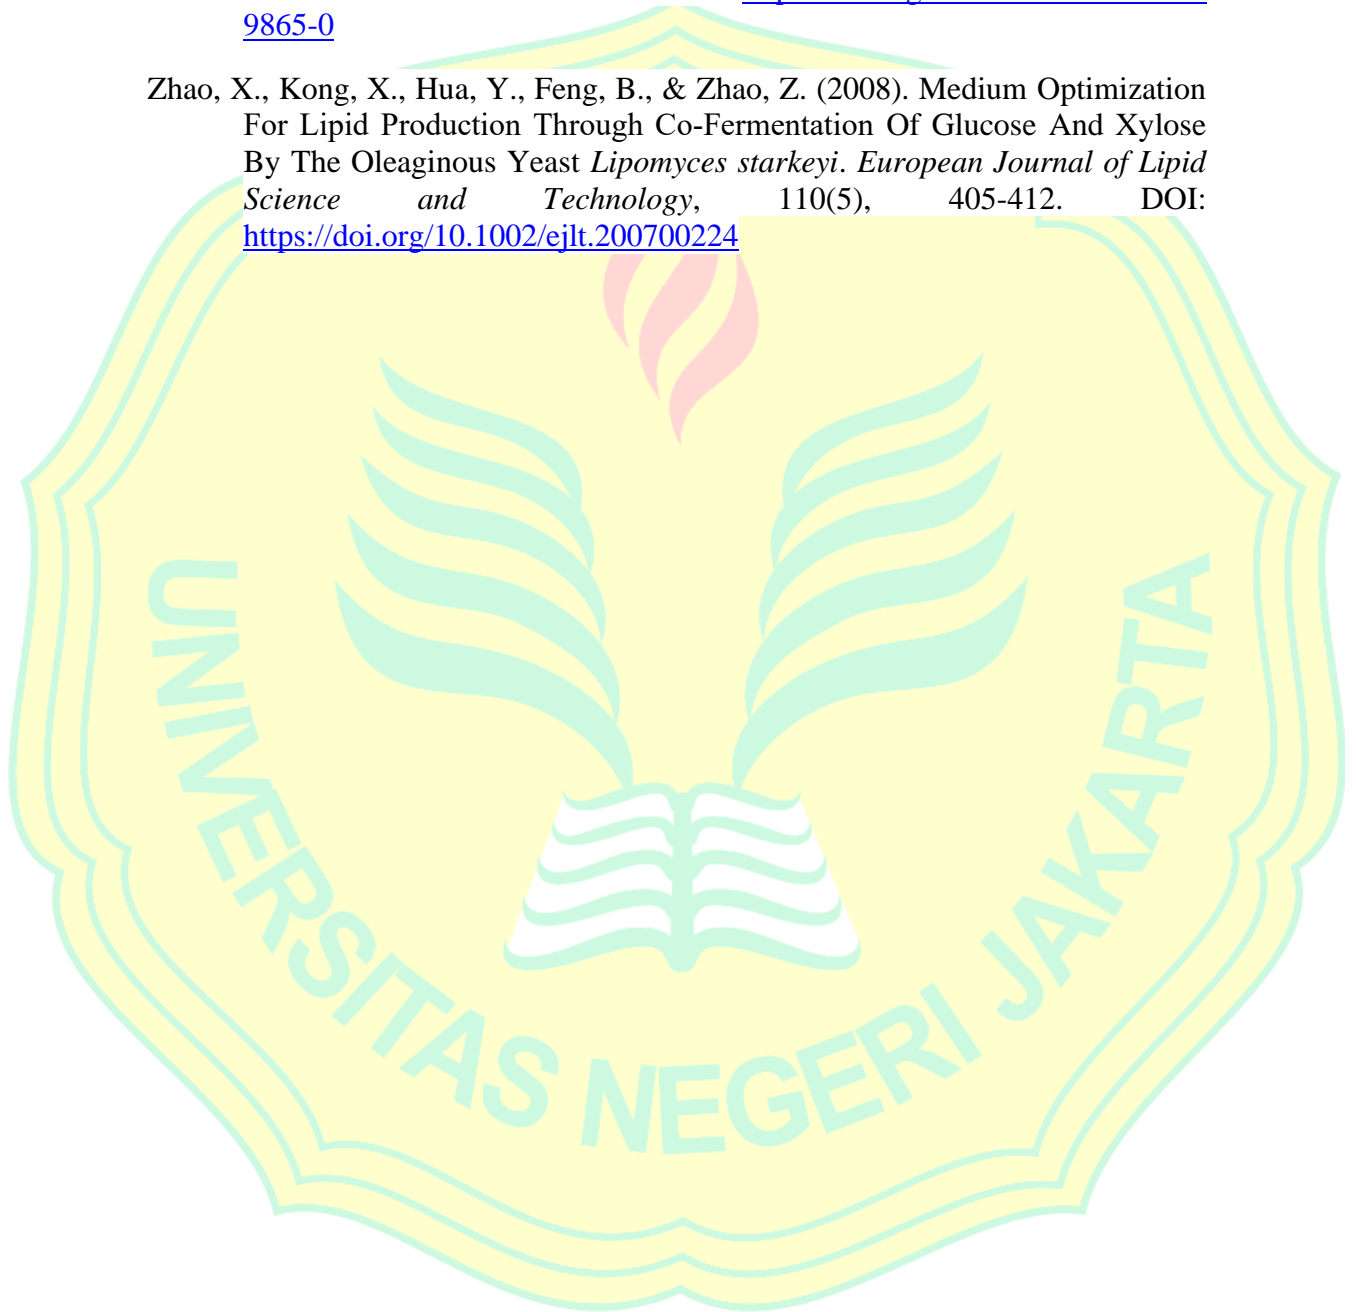 9865-0
Zhao, X., Kong, X., Hua, Y., Feng, B., & Zhao, Z. (2008). Medium Optimization
For Lipid Production Through Co-Fermentation Of Glucose And Xylose
By The Oleaginous Yeast Lipomyces starkeyi. European Journal of Lipid
Science and Technology, 110(5), 405-412. DOI:
https://doi.org/10.1002/ejlt.200700224
UNIVERSITAS NEGERI JAKARTA